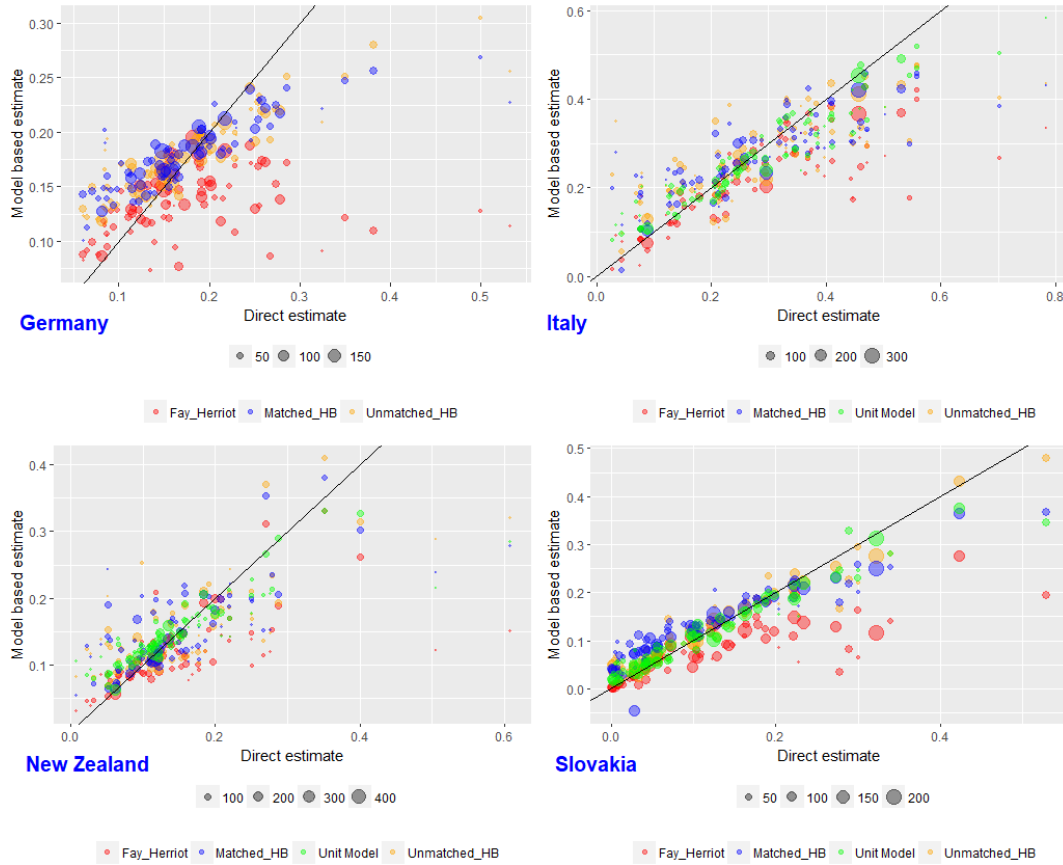 Model based estimate
0.30
0.25
0.20
0.15
0.10
0.1 0.2 0.3 0.4 0.5
Direct estimate
Germany
50 100 150
Fay_Herriot Matched_HB Unmatched_HB
Model based estimate
0.6
0.4
0.2
0.0
0.0 0.2 0.4 0.6 0.8
Direct estimate
Italy
100 200 300
Fay_Herriot Matched_HB Unit Model Unmatched_HB
Model based estimate
0.4
0.3
0.2
0.1
0.0 0.2 0.4 0.6
Direct estimate
New Zealand
100 200 300 400
Fay_Herriot Matched_HB Unit Model Unmatched_HB
Model based estimate
0.5
0.4
0.3
0.2
0.1
0.0
0.0 0.2 0.4
Direct estimate
Slovakia
50 100 150 200
Fay_Herriot Matched_HB Unit Model Unmatched_HB